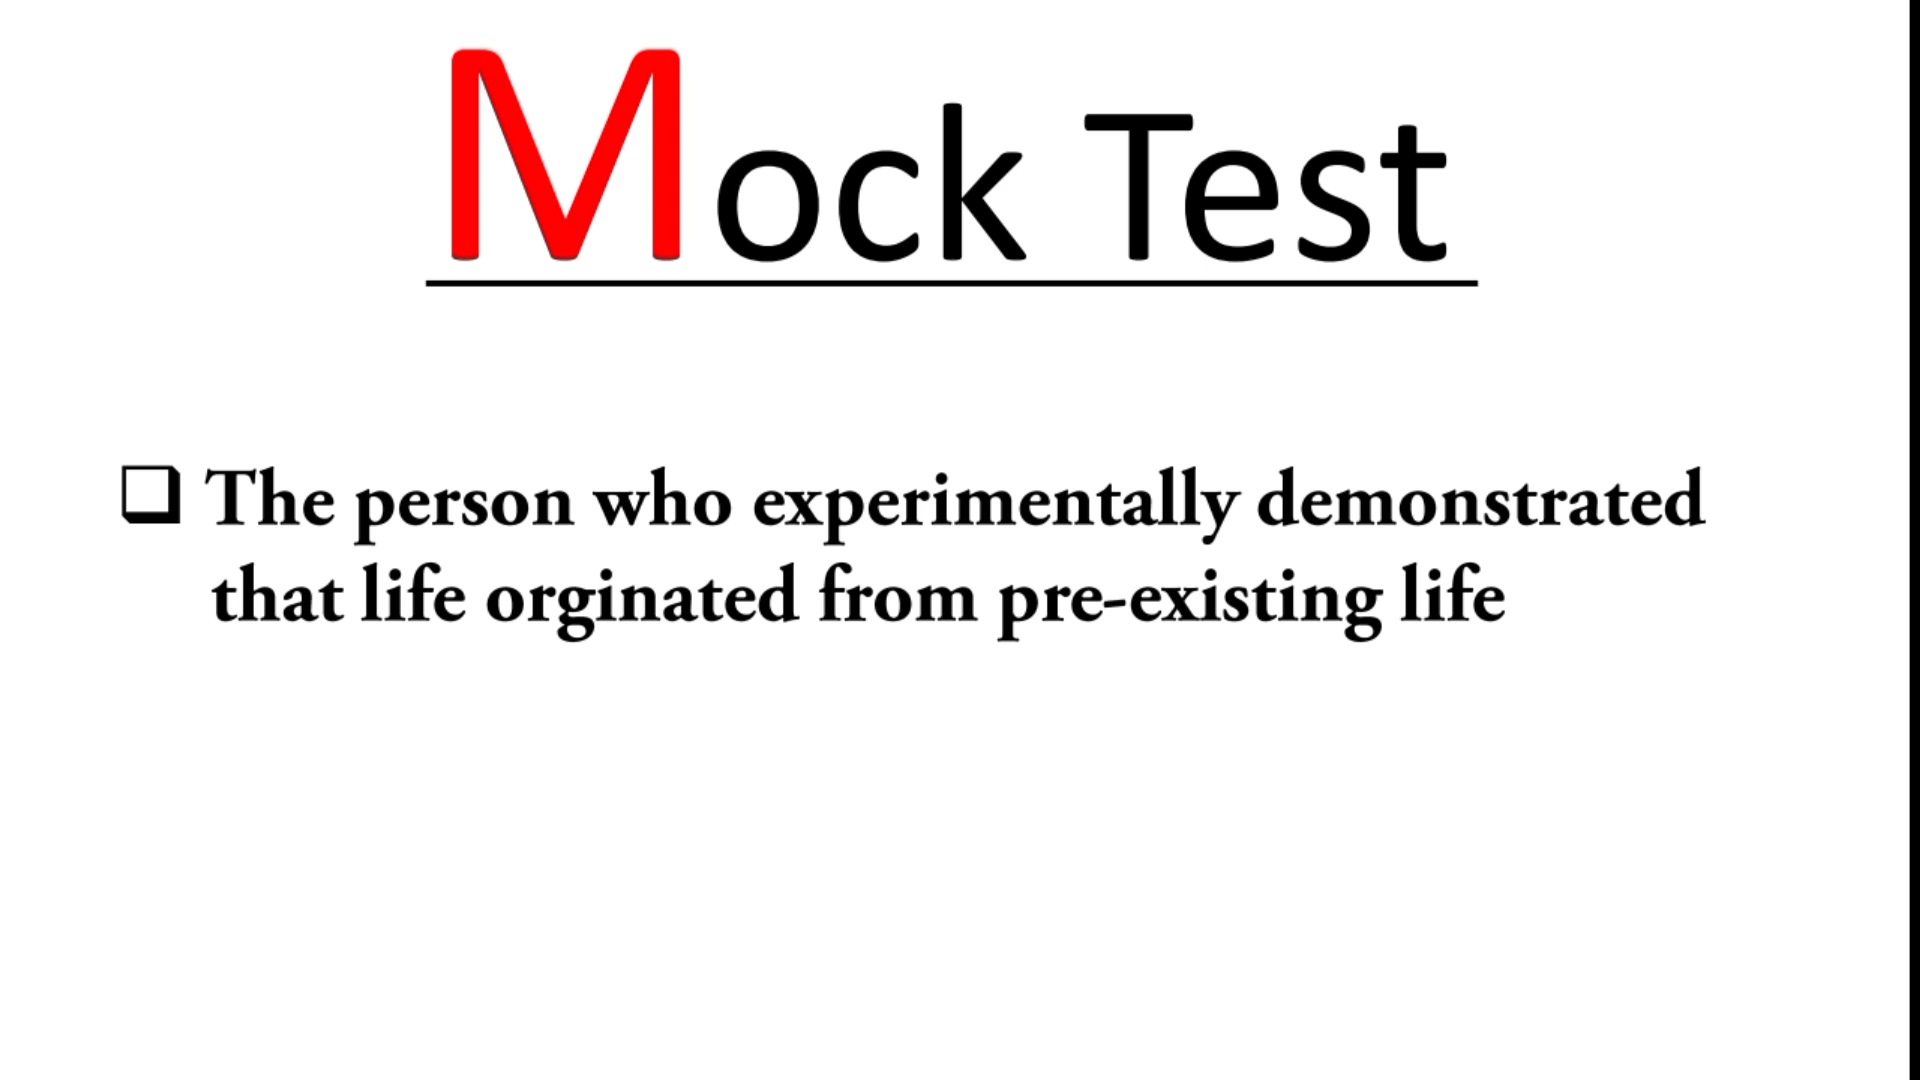 Mock Test
❑ The person who experimentally demonstrated
that life orginated from pre-existing life